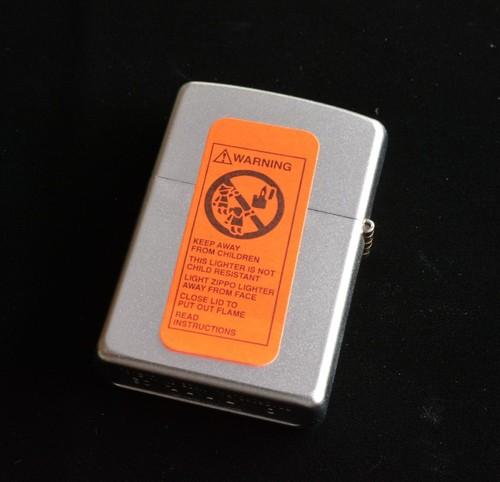 WARNING
KEEP AWAY
FROM CHILDREN
THIS LIGHTER IS NOT
CHILD RESISTANT
LIGHT ZIPPO LIGHTER
AWAY FROM FACE
CLOSE LID TO
PUT OUT FLAME
READ
INSTRUCTIONS